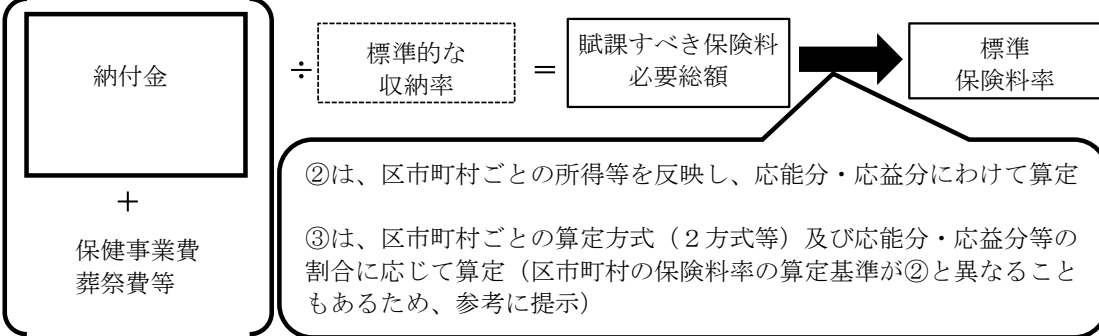 納付金
+
保健事業費
葬祭費等
÷
標準的な
収納率
=
賦課すべき保険料
必要総額
標準
保険料率
②は、区市町村ごとの所得等を反映し、応能分・応益分にわけて算定
③は、区市町村ごとの算定方式（２方式等）及び応能分・応益分等の
割合に応じて算定（区市町村の保険料率の算定基準が②と異なること
もあるため、参考に提示）